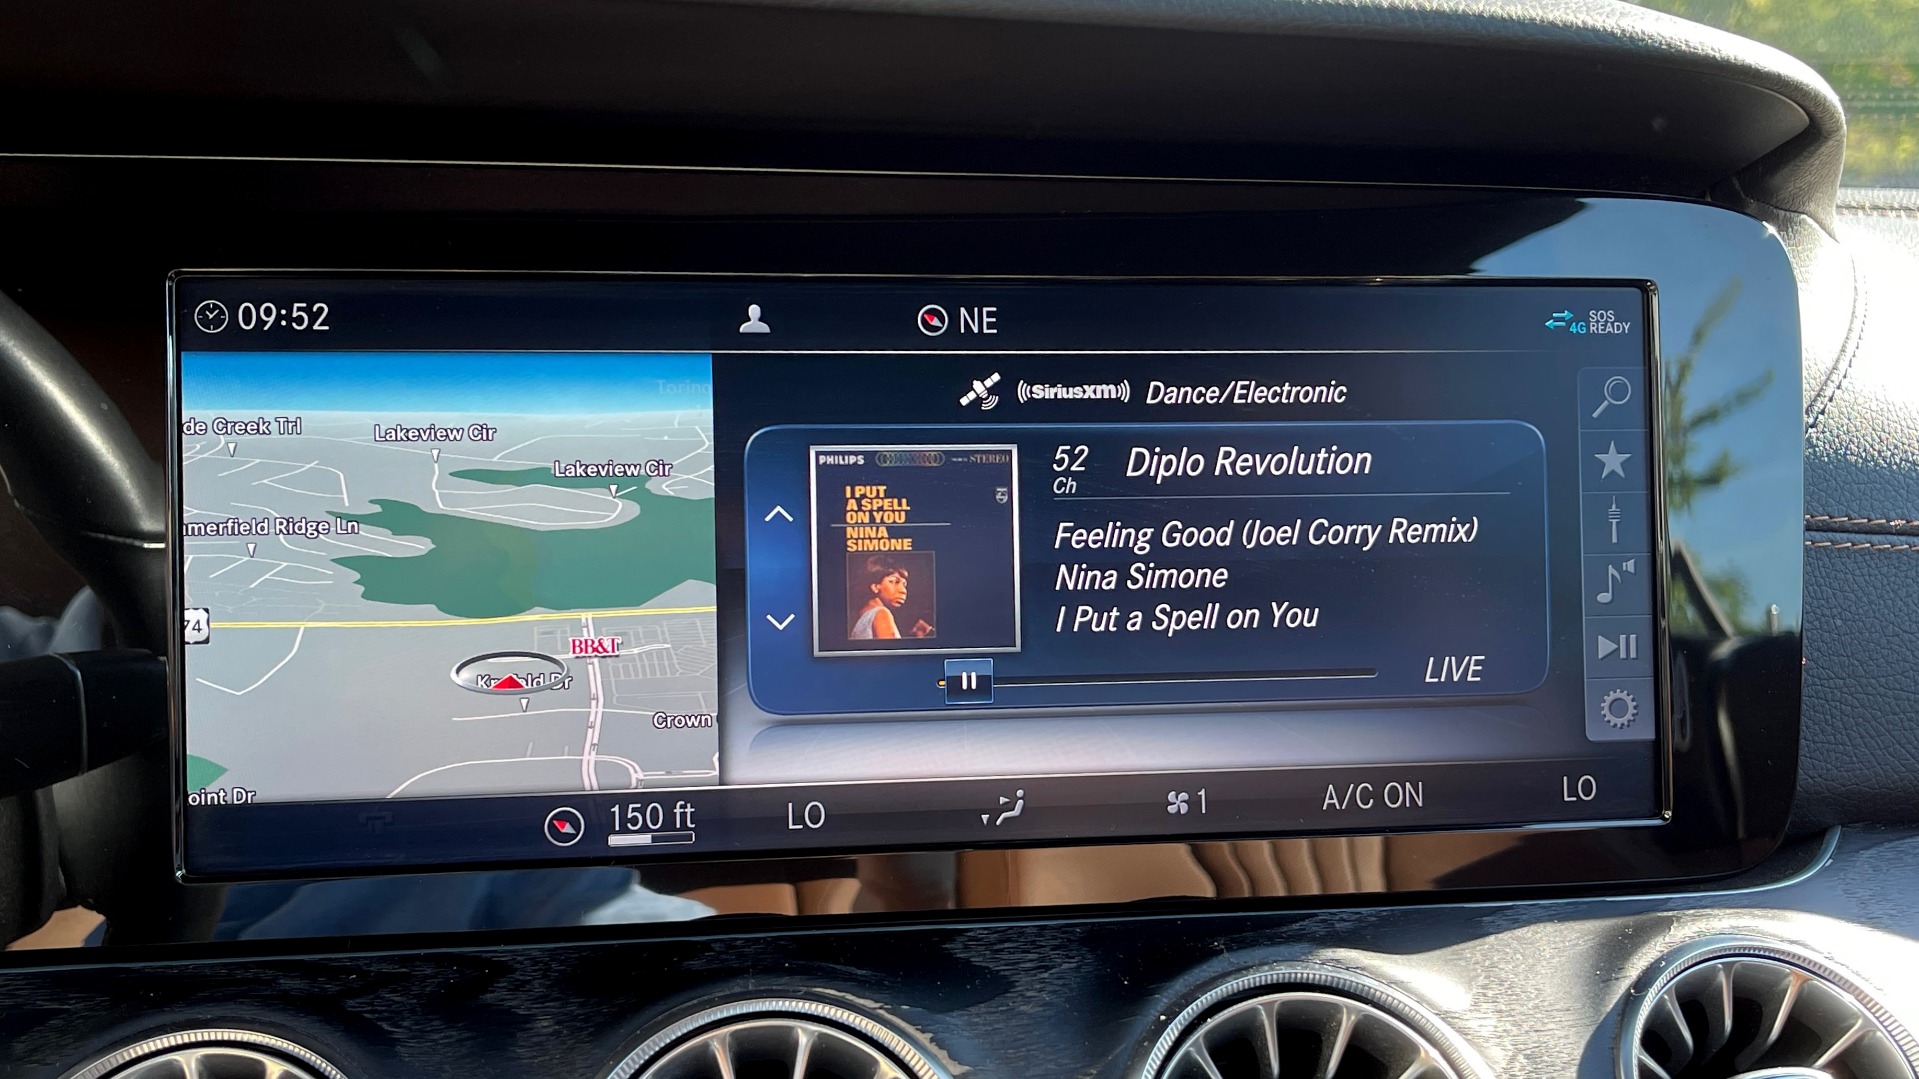 09:52
NE
4G
SOS
READY
de Creek Trl
Lakeview Cir
Lakeview Cir
merfield Ridge Ln
74
BB&T
Crown
oint Dr
150 ft
((SiriusXM)) Dance/Electronic
PHILIPS
STEREO
I PUT
A SPELL
ON YOU
NINA
SIMONE
52
Ch
Diplo Revolution
Feeling Good (Joel Corry Remix)
Nina Simone
I Put a Spell on You
LIVE
LO
1
A/C ON
LO